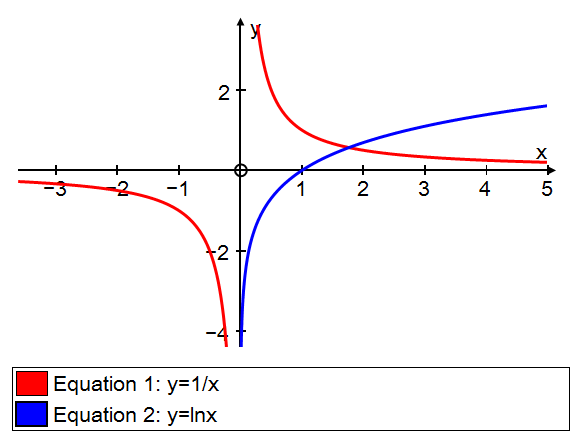 y
2
x
−3 −2 −1 1 2 3 4 5
−2
−4
Equation 1: y=1/x
Equation 2: y=lnx